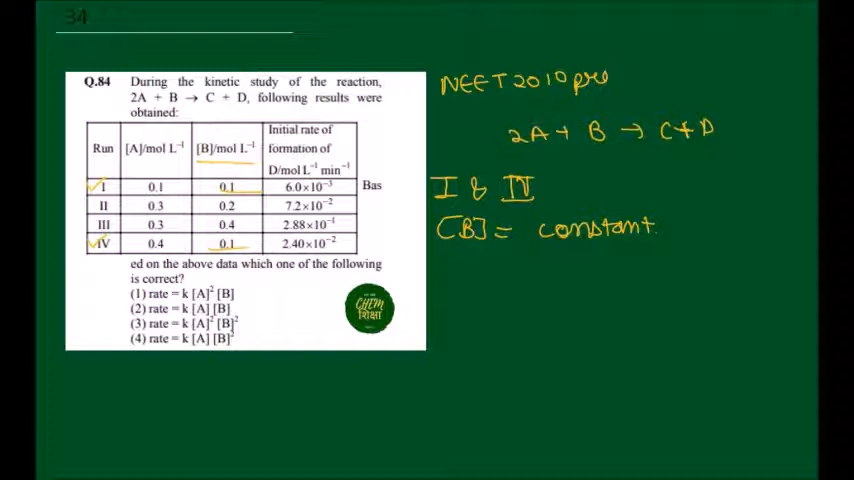 34
Q.84 During the kinetic study of the reaction,
2A + B → C + D, following results were
obtained:
Run [A]/mol L⁻¹ [B]/mol L⁻¹ Initial rate of formation of D/mol L⁻¹ min⁻¹
I 0.1 0.1 6.0×10⁻³ Bas
II 0.3 0.2 7.2×10⁻²
III 0.3 0.4 2.88×10⁻¹
IV 0.4 0.1 2.40×10⁻²
ed on the above data which one of the following
is correct?
(1) rate = k [A]² [B]
(2) rate = k [A] [B]
(3) rate = k [A]² [B]²
(4) rate = k [A] [B]²
CHEM
शिक्षा
NEET 2010 pre
2A + B → C + D
I & IV
[B] = constant.